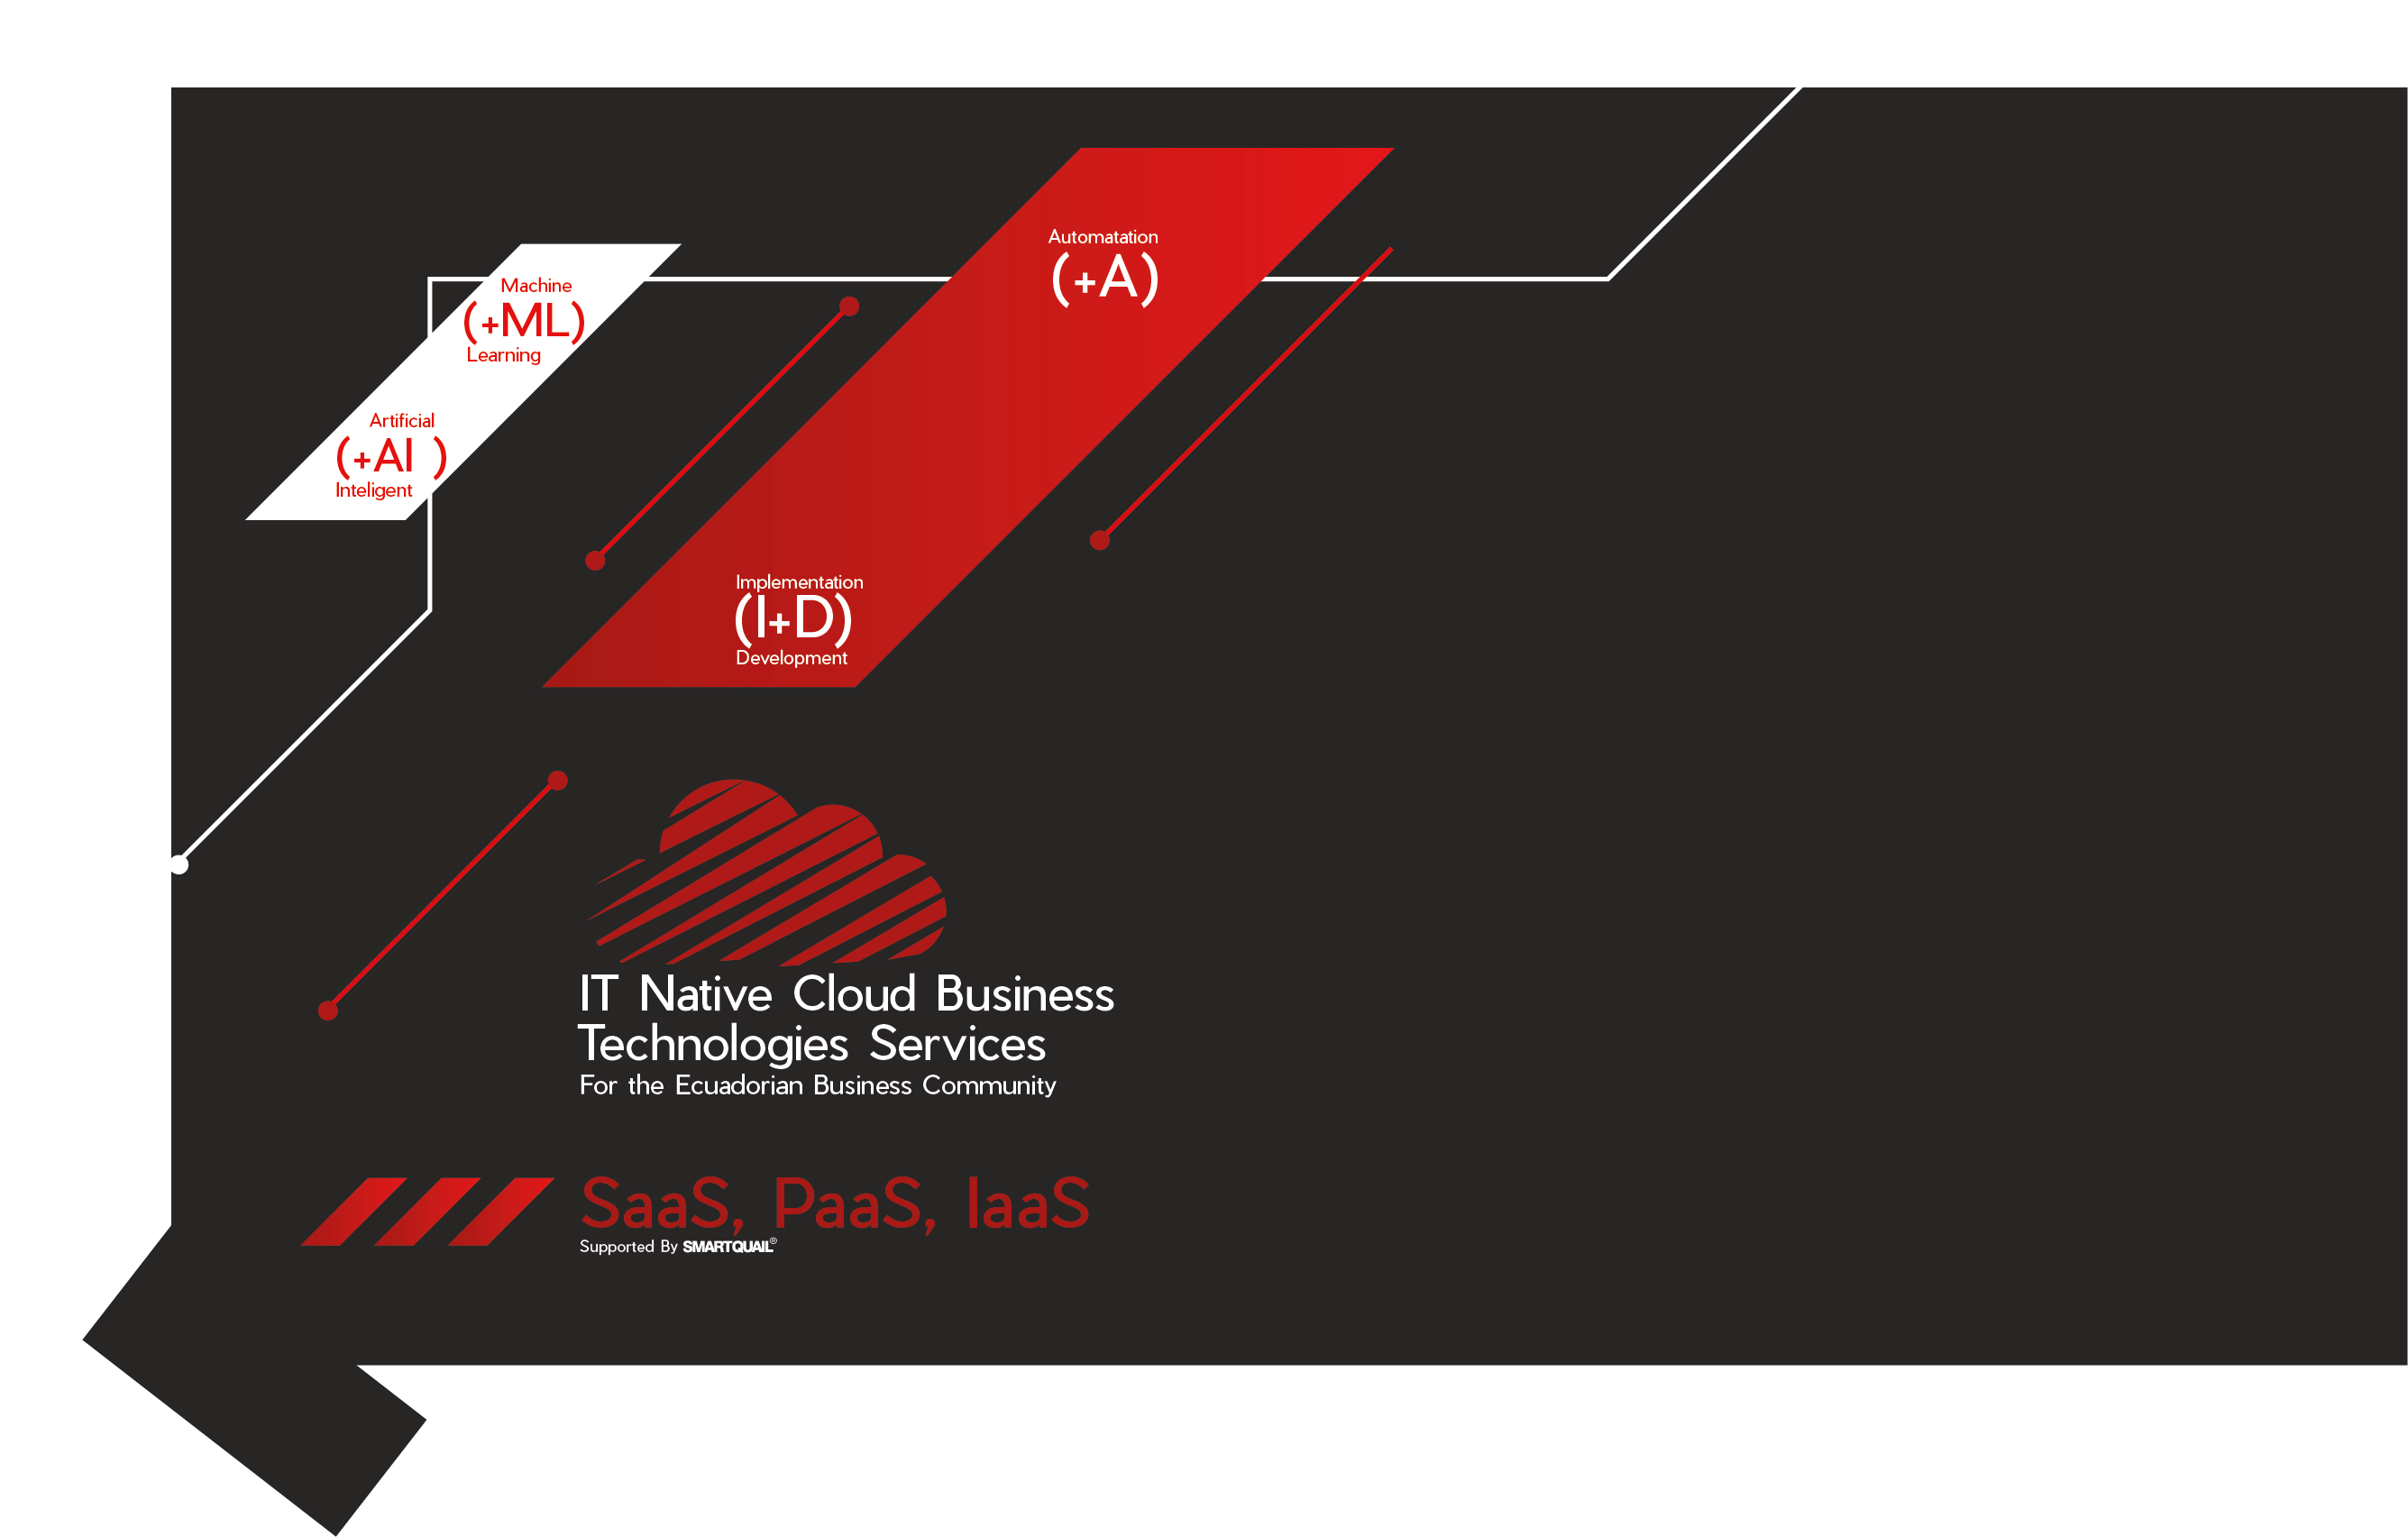 Automatation
(+A)
Machine
(+ML)
Learning
Artificial
(+AI )
Inteligent
Implementation
(I+D)
Development
IT Native Cloud Business
Technologies Services
For the Ecuadorian Business Community
SaaS, PaaS, IaaS
Supported By SMARTQUAIL®